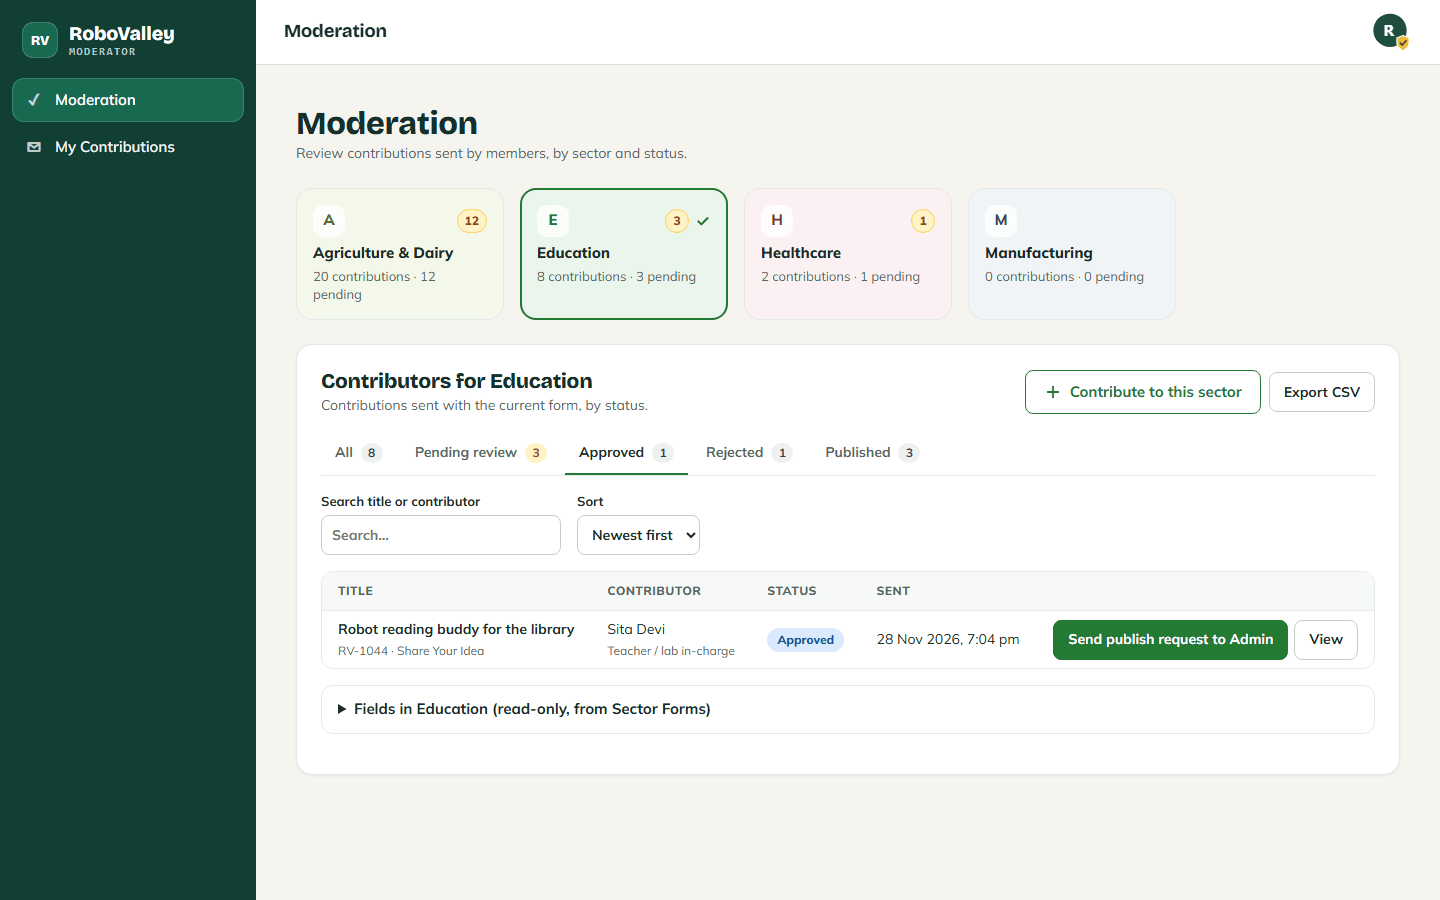 RV
RoboValley
MODERATOR
Moderation
My Contributions
Moderation
R
Moderation
Review contributions sent by members, by sector and status.
A
12
Agriculture & Dairy
20 contributions · 12
pending
E
3
Education
8 contributions · 3 pending
H
1
Healthcare
2 contributions · 1 pending
M
Manufacturing
0 contributions · 0 pending
Contributors for Education
Contributions sent with the current form, by status.
+ Contribute to this sector
Export CSV
All 8
Pending review 3
Approved 1
Rejected 1
Published 3
Search title or contributor
Search...
Sort
Newest first
TITLE CONTRIBUTOR STATUS SENT
Robot reading buddy for the library
RV-1044 · Share Your Idea
Sita Devi
Teacher / lab in-charge
Approved
28 Nov 2026, 7:04 pm
Send publish request to Admin
View
Fields in Education (read-only, from Sector Forms)